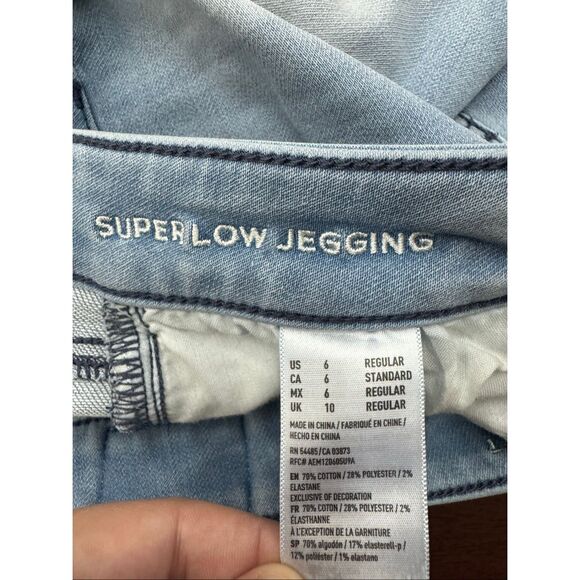 SUPER LOW JEGGING
US 6 REGULAR
CA 6 STANDARD
MX 6 REGULAR
UK 10 REGULAR
MADE IN CHINA / FABRIQUÉ EN CHINE /
HECHO EN CHINA
RN 54485/CA 03873
RFC# AEM120605U9A
EN 70% COTTON / 28% POLYESTER / 2%
ELASTANE
EXCLUSIVE OF DECORATION
FR 70% COTON / 28% POLYESTER / 2%
ÉLASTHANNE
À L'EXCEPTION DE LA GARNITURE
SP 70% algodón / 17% elasterell-p /
12% poliéster / 1% elastano